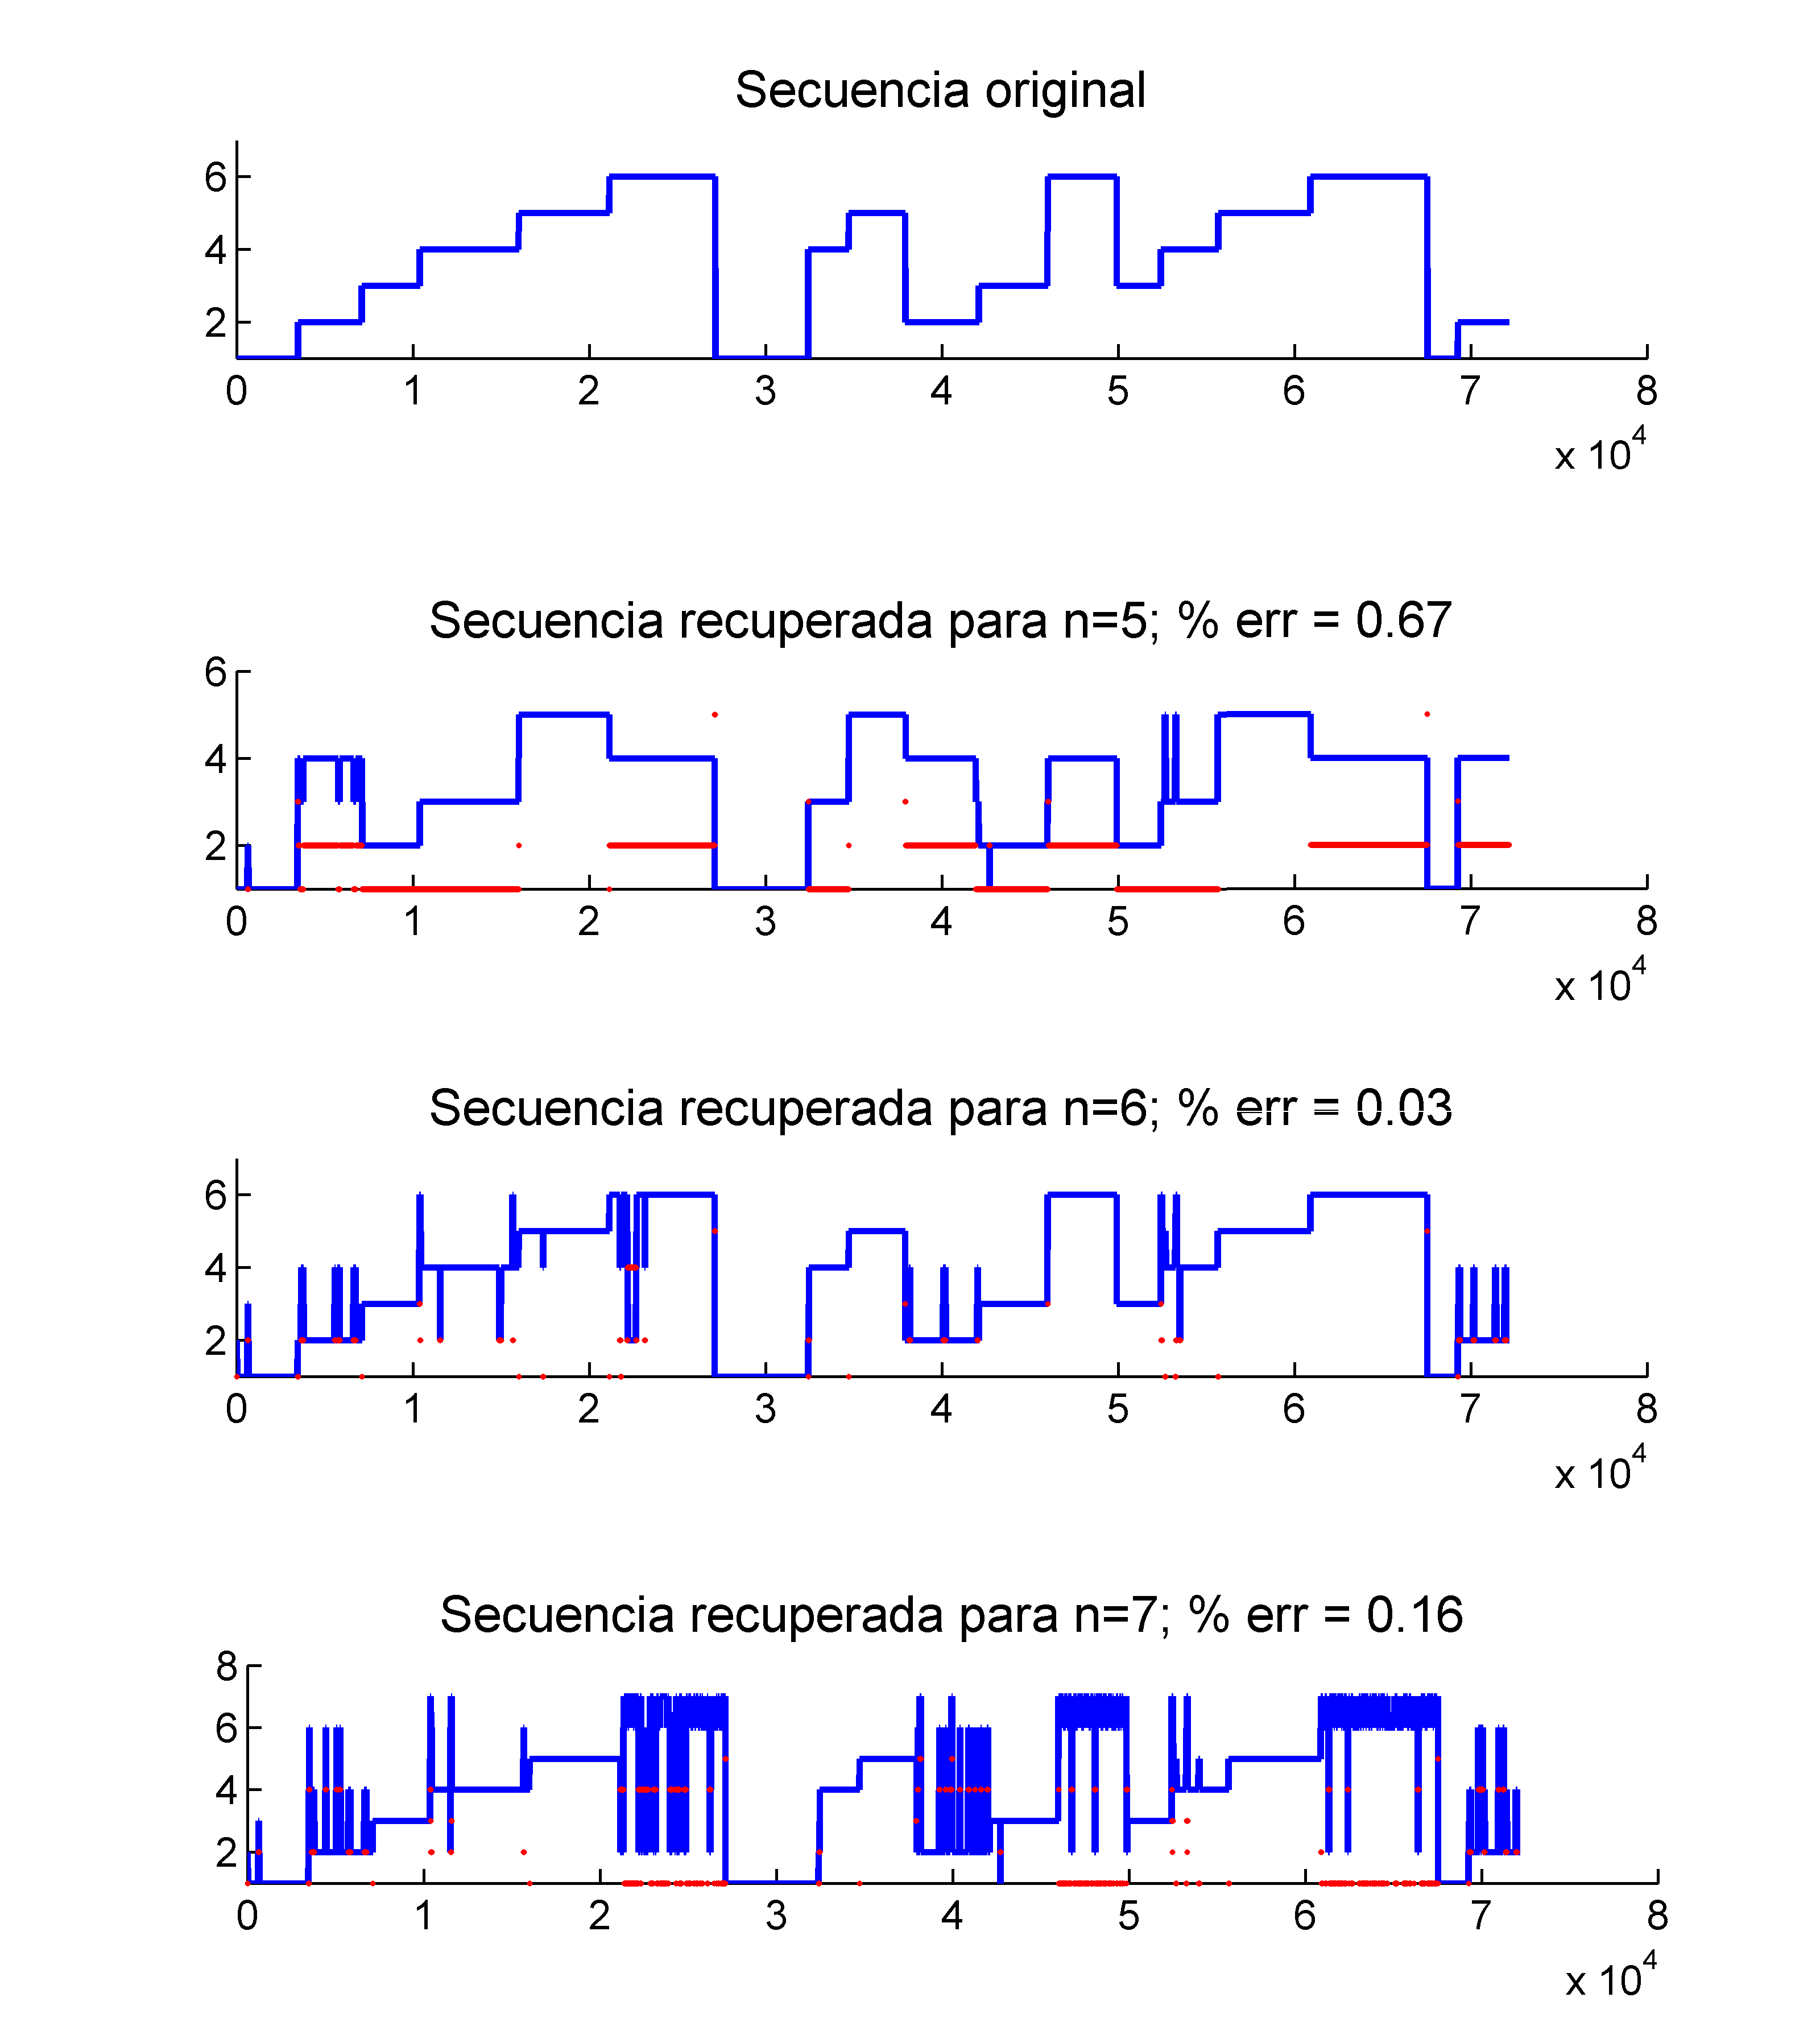 Secuencia original
6
4
2
0 1 2 3 4 5 6 7 8
x 10^4
Secuencia recuperada para n=5; % err = 0.67
6
4
2
0 1 2 3 4 5 6 7 8
x 10^4
Secuencia recuperada para n=6; % err = 0.03
6
4
2
0 1 2 3 4 5 6 7 8
x 10^4
Secuencia recuperada para n=7; % err = 0.16
8
6
4
2
0 1 2 3 4 5 6 7 8
x 10^4